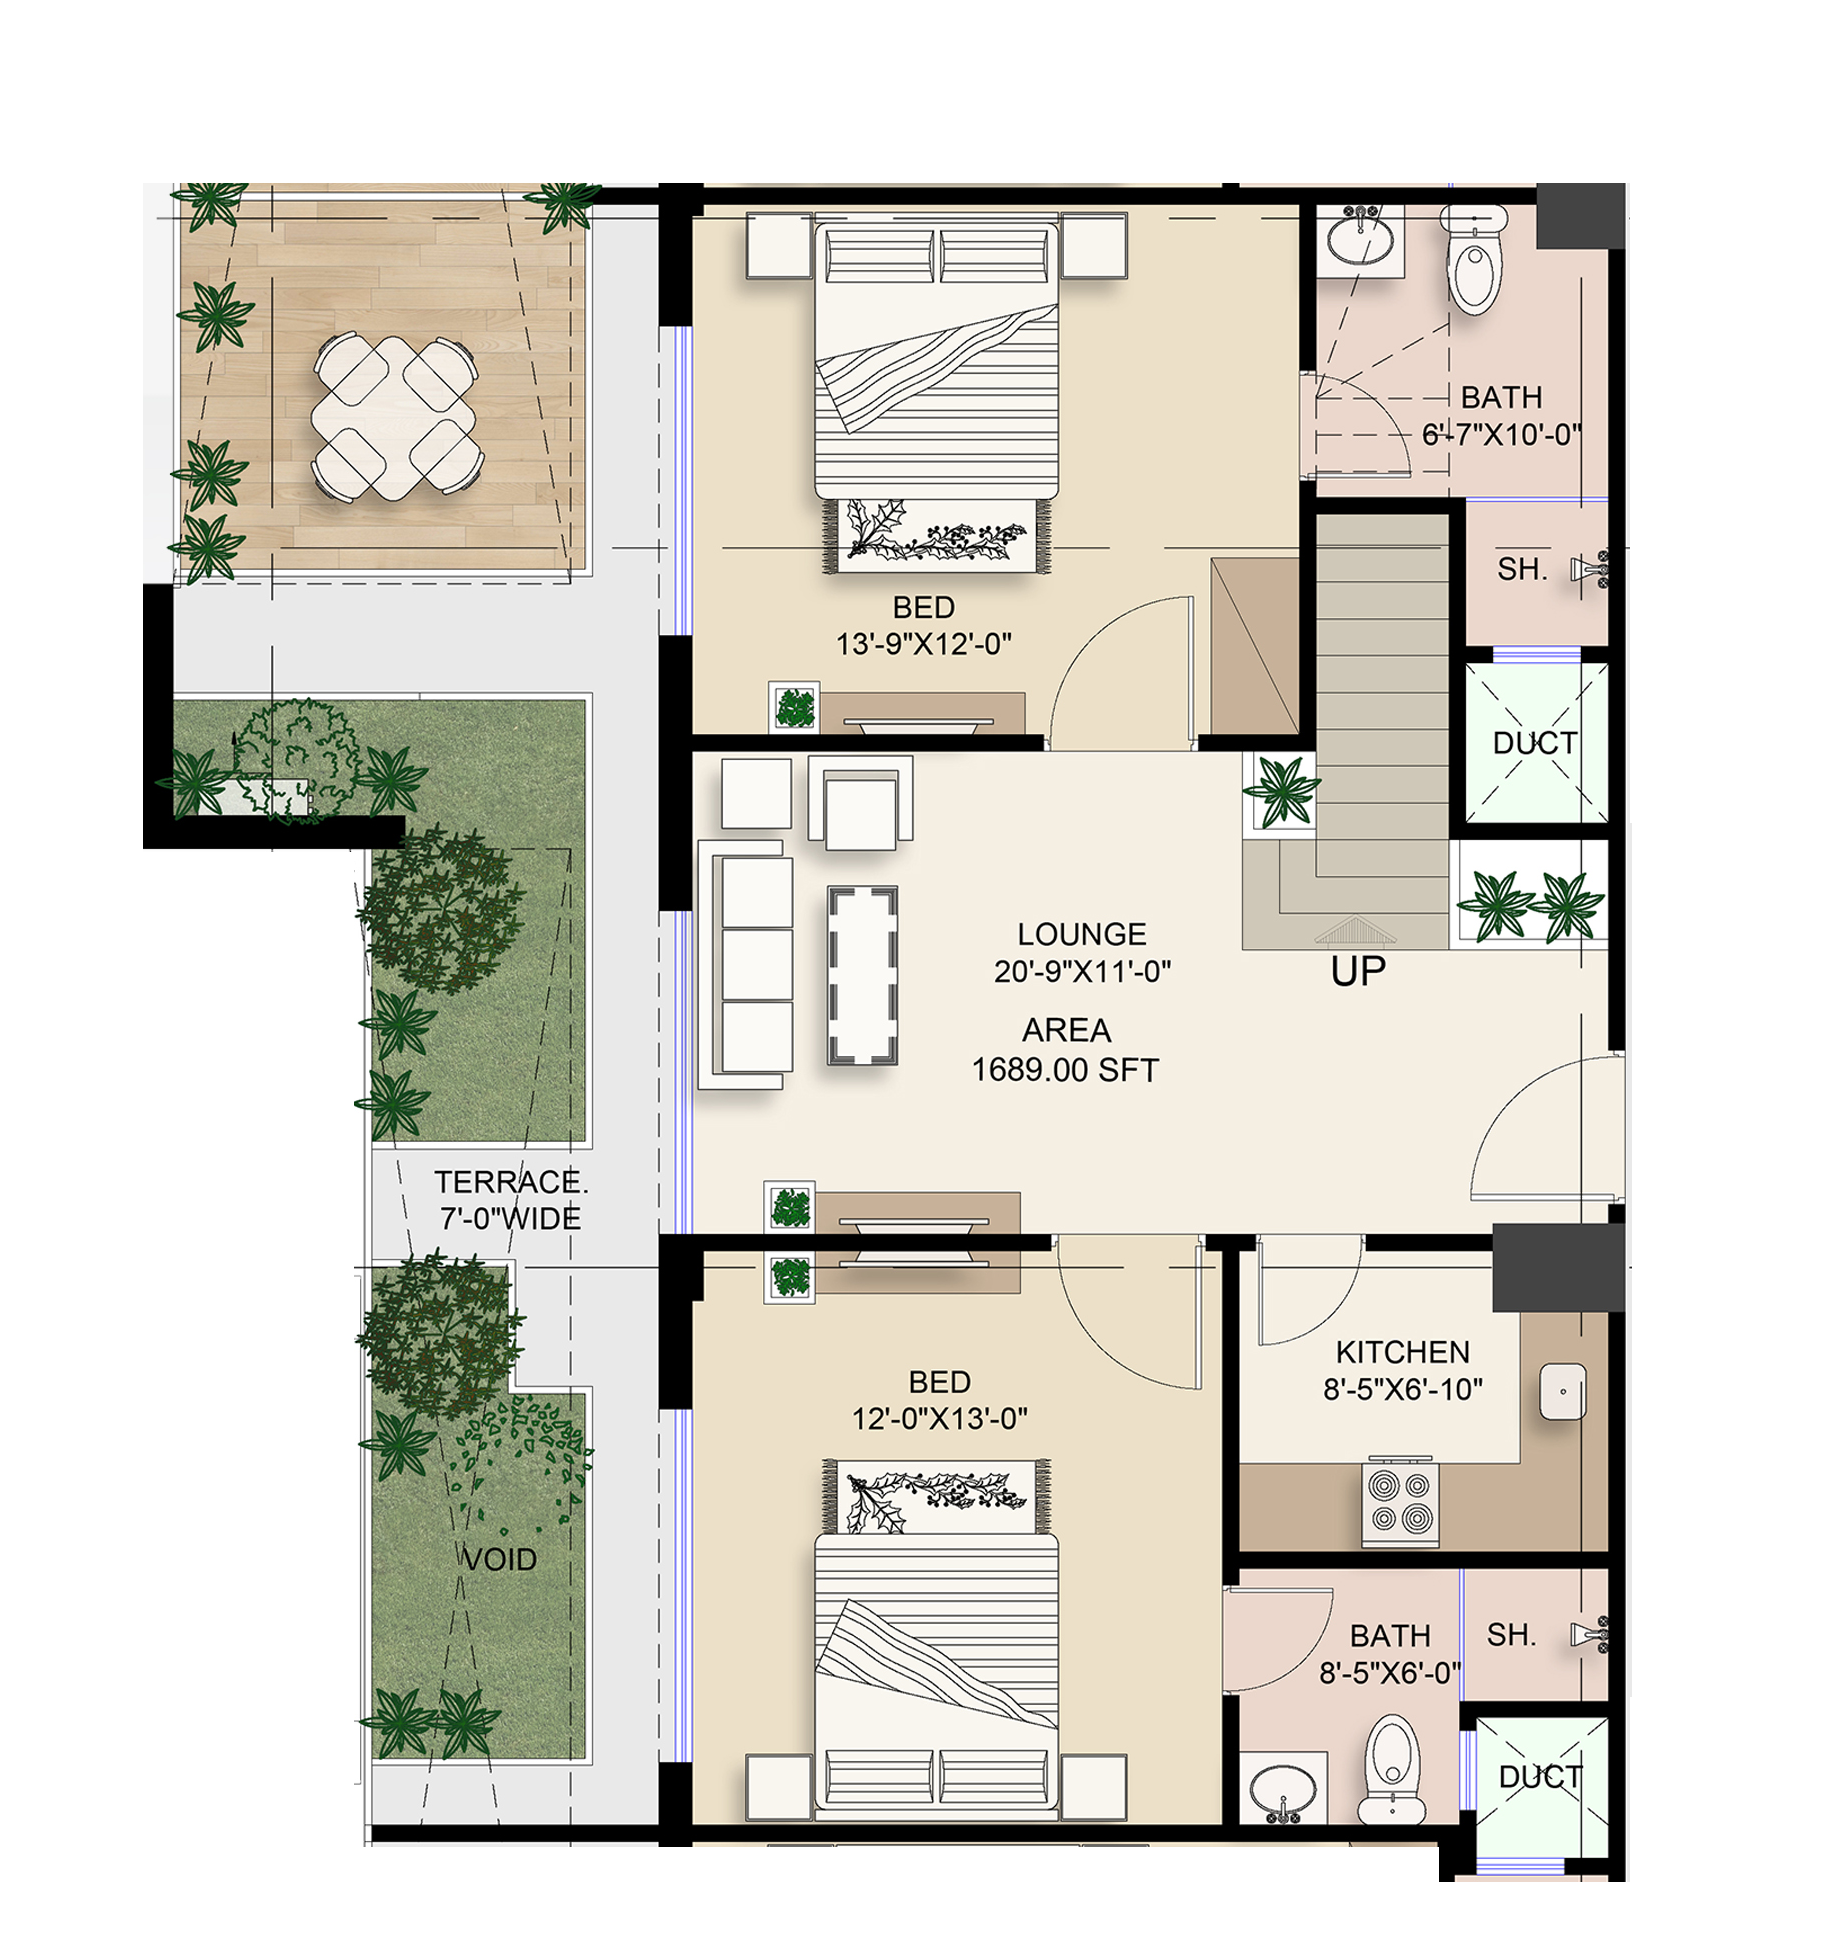 BATH
6'-7"X10'-0"
SH.
BED
13'-9"X12'-0"
DUCT
LOUNGE
20'-9"X11'-0"
UP
AREA
1689.00 SFT
TERRACE.
7'-0"WIDE
KITCHEN
8'-5"X6'-10"
BED
12'-0"X13'-0"
VOID
BATH
8'-5"X6'-0"
SH.
DUCT